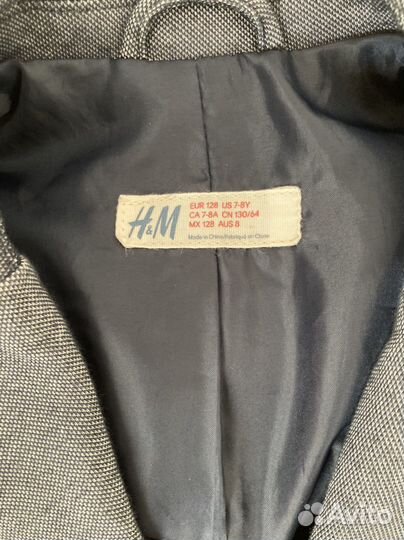 H&M
EUR 128 US 7-8Y
CA 7-8A CN 130/64
MX 128 AUS 8
Made in China/Fabriqué en Chine
Avito